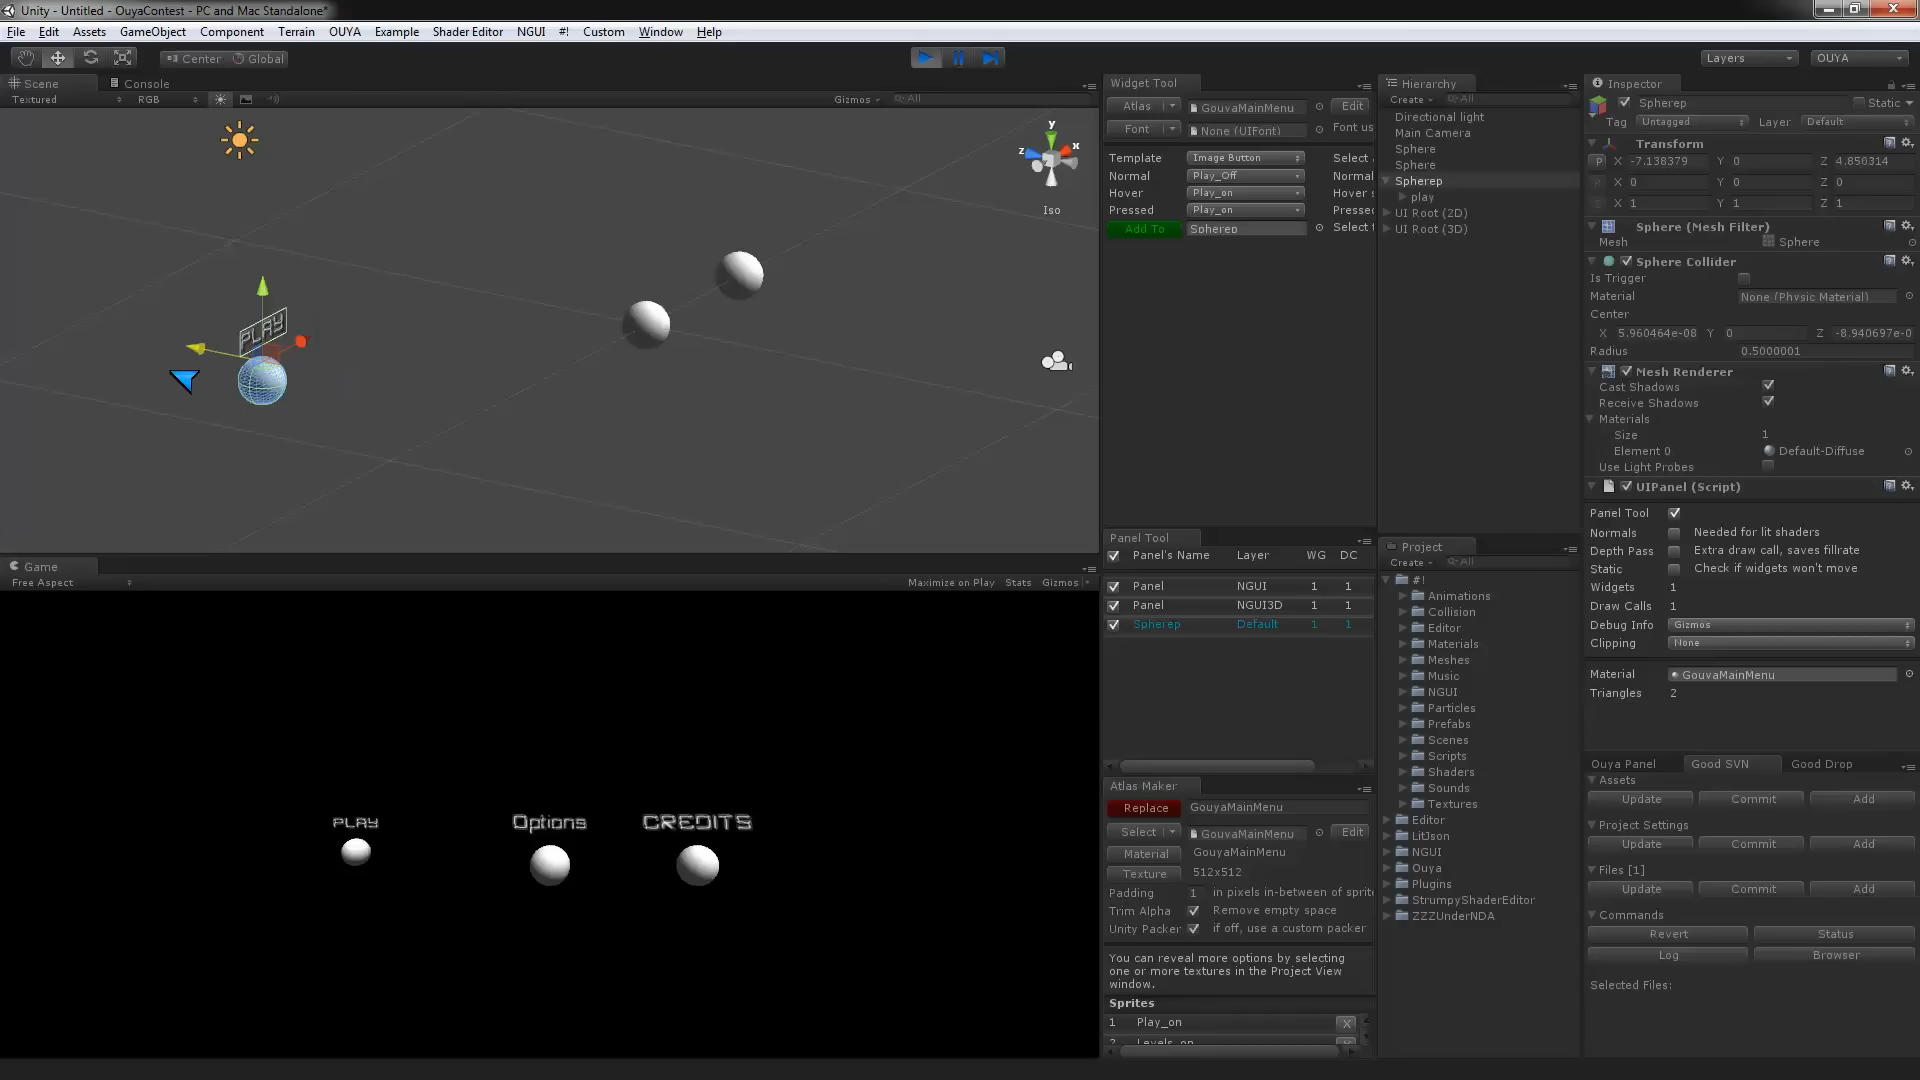 Unity - Untitled - OuyaContest - PC and Mac Standalone*
File Edit Assets GameObject Component Terrain OUYA Example Shader Editor NGUI #! Custom Window Help
Center Global
Layers
OUYA
Scene
Console
Textured
RGB
Gizmos
All
y
x
z
Iso
PLAY
Game
Free Aspect
Maximize on Play Stats Gizmos
PLAY
Options
CREDITS
Widget Tool
Atlas GouyaMainMenu Edit
Font None (UIFont) Font us
Template Image Button Select
Normal Play_Off Normal
Hover Play_on Hover s
Pressed Play_on Presse
Add To Spherep Select t
Panel Tool
Panel's Name Layer WG DC
Panel NGUI 1 1
Panel NGUI3D 1 1
Spherep Default 1 1
Atlas Maker
Replace GouyaMainMenu
Select GouyaMainMenu Edit
Material GouyaMainMenu
Texture 512x512
Padding 1 in pixels in-between of sprit
Trim Alpha Remove empty space
Unity Packer if off, use a custom packer
You can reveal more options by selecting
one or more textures in the Project View
window.
Sprites
1 Play_on X
2 Levels_on
Hierarchy
Create All
Directional light
Main Camera
Sphere
Sphere
Spherep
play
UI Root (2D)
UI Root (3D)
Project
Create All
#!
Animations
Collision
Editor
Materials
Meshes
Music
NGUI
Particles
Prefabs
Scenes
Scripts
Shaders
Sounds
Textures
Editor
LitJson
NGUI
Ouya
Plugins
StrumpyShaderEditor
ZZZUnderNDA
Inspector
Spherep Static
Tag Untagged Layer Default
Transform
P X -7.138379 Y 0 Z 4.850314
R X 0 Y 0 Z 0
S X 1 Y 1 Z 1
Sphere (Mesh Filter)
Mesh Sphere
Sphere Collider
Is Trigger
Material None (Physic Material)
Center
X 5.960464e-08 Y 0 Z -8.940697e-0
Radius 0.5000001
Mesh Renderer
Cast Shadows
Receive Shadows
Materials
Size 1
Element 0 Default-Diffuse
Use Light Probes
UIPanel (Script)
Panel Tool
Normals Needed for lit shaders
Depth Pass Extra draw call, saves fillrate
Static Check if widgets won't move
Widgets 1
Draw Calls 1
Debug Info Gizmos
Clipping None
Material GouyaMainMenu
Triangles 2
Ouya Panel Good SVN Good Drop
Assets
Update Commit Add
Project Settings
Update Commit Add
Files [1]
Update Commit Add
Commands
Revert Status
Log Browser
Selected Files: